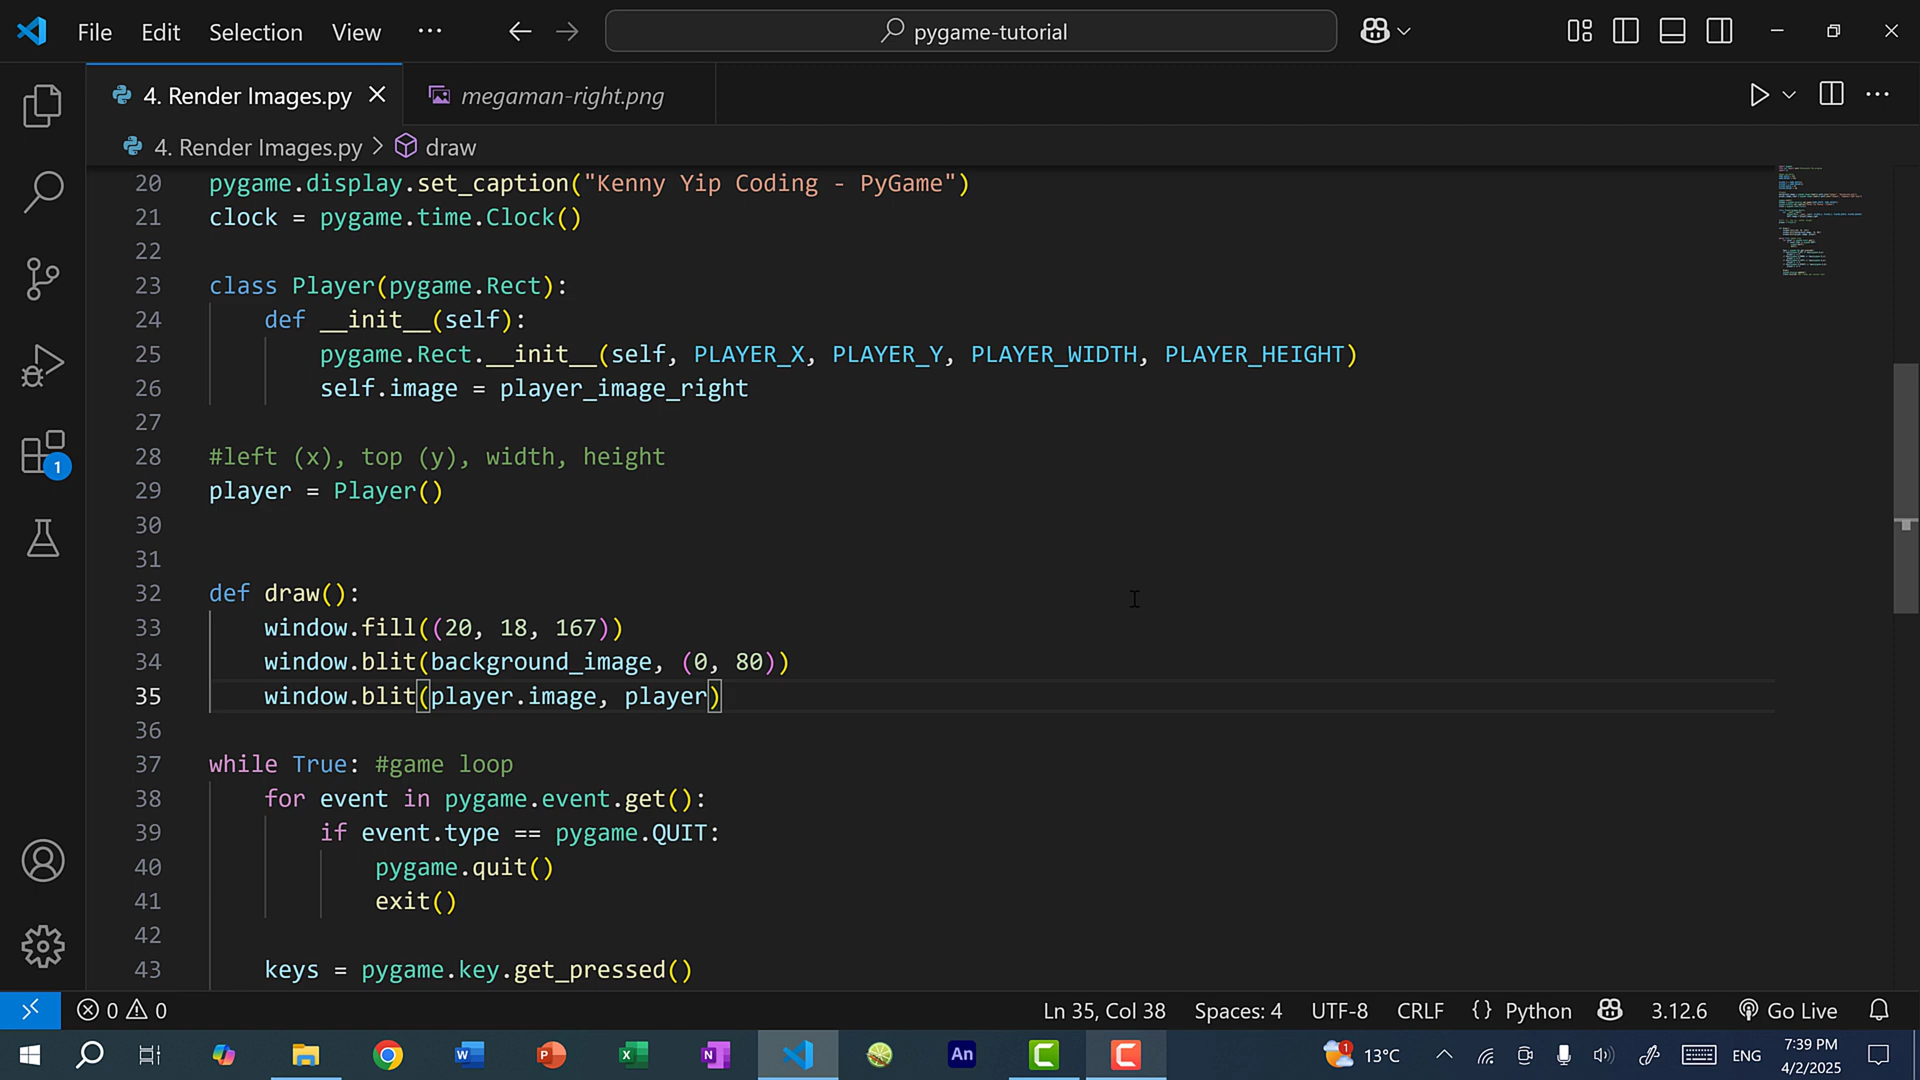 File Edit Selection View ··· pygame-tutorial
4. Render Images.py megaman-right.png
4. Render Images.py > draw
20 pygame.display.set_caption("Kenny Yip Coding - PyGame")
21 clock = pygame.time.Clock()
22
23 class Player(pygame.Rect):
24 def __init__(self):
25 pygame.Rect.__init__(self, PLAYER_X, PLAYER_Y, PLAYER_WIDTH, PLAYER_HEIGHT)
26 self.image = player_image_right
27
28 #left (x), top (y), width, height
29 player = Player()
30
31
32 def draw():
33 window.fill((20, 18, 167))
34 window.blit(background_image, (0, 80))
35 window.blit(player.image, player)
36
37 while True: #game loop
38 for event in pygame.event.get():
39 if event.type == pygame.QUIT:
40 pygame.quit()
41 exit()
42
43 keys = pygame.key.get_pressed()
1
0 0 Ln 35, Col 38 Spaces: 4 UTF-8 CRLF {} Python 3.12.6 Go Live
An 1 13°C ENG 7:39 PM
4/2/2025